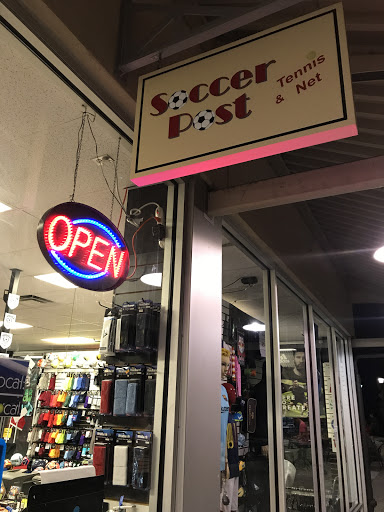 Soccer
Post
& Tennis
Net
OPEN